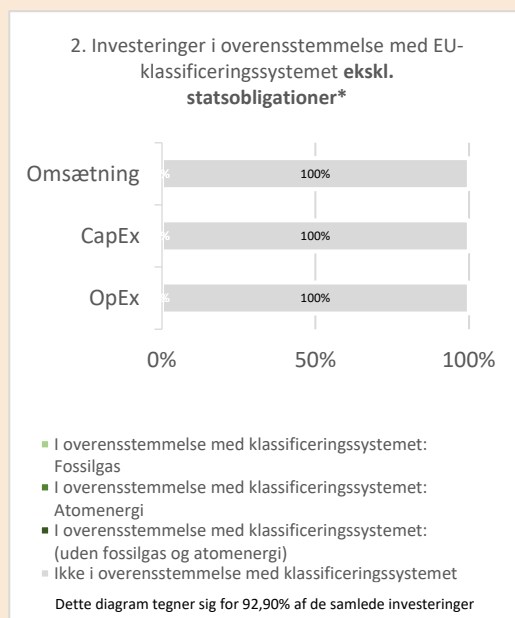 2. Investeringer i overensstemmelse med EU-
klassificeringssystemet ekskl.
statsobligationer*
Omsætning
%
100%
CapEx
%
100%
OpEx
%
100%
0%
50%
100%
I overensstemmelse med klassificeringssystemet:
Fossilgas
I overensstemmelse med klassificeringssystemet:
Atomenergi
I overensstemmelse med klassificeringssystemet:
(uden fossilgas og atomenergi)
Ikke i overensstemmelse med klassificeringssystemet
Dette diagram tegner sig for 92,90% af de samlede investeringer